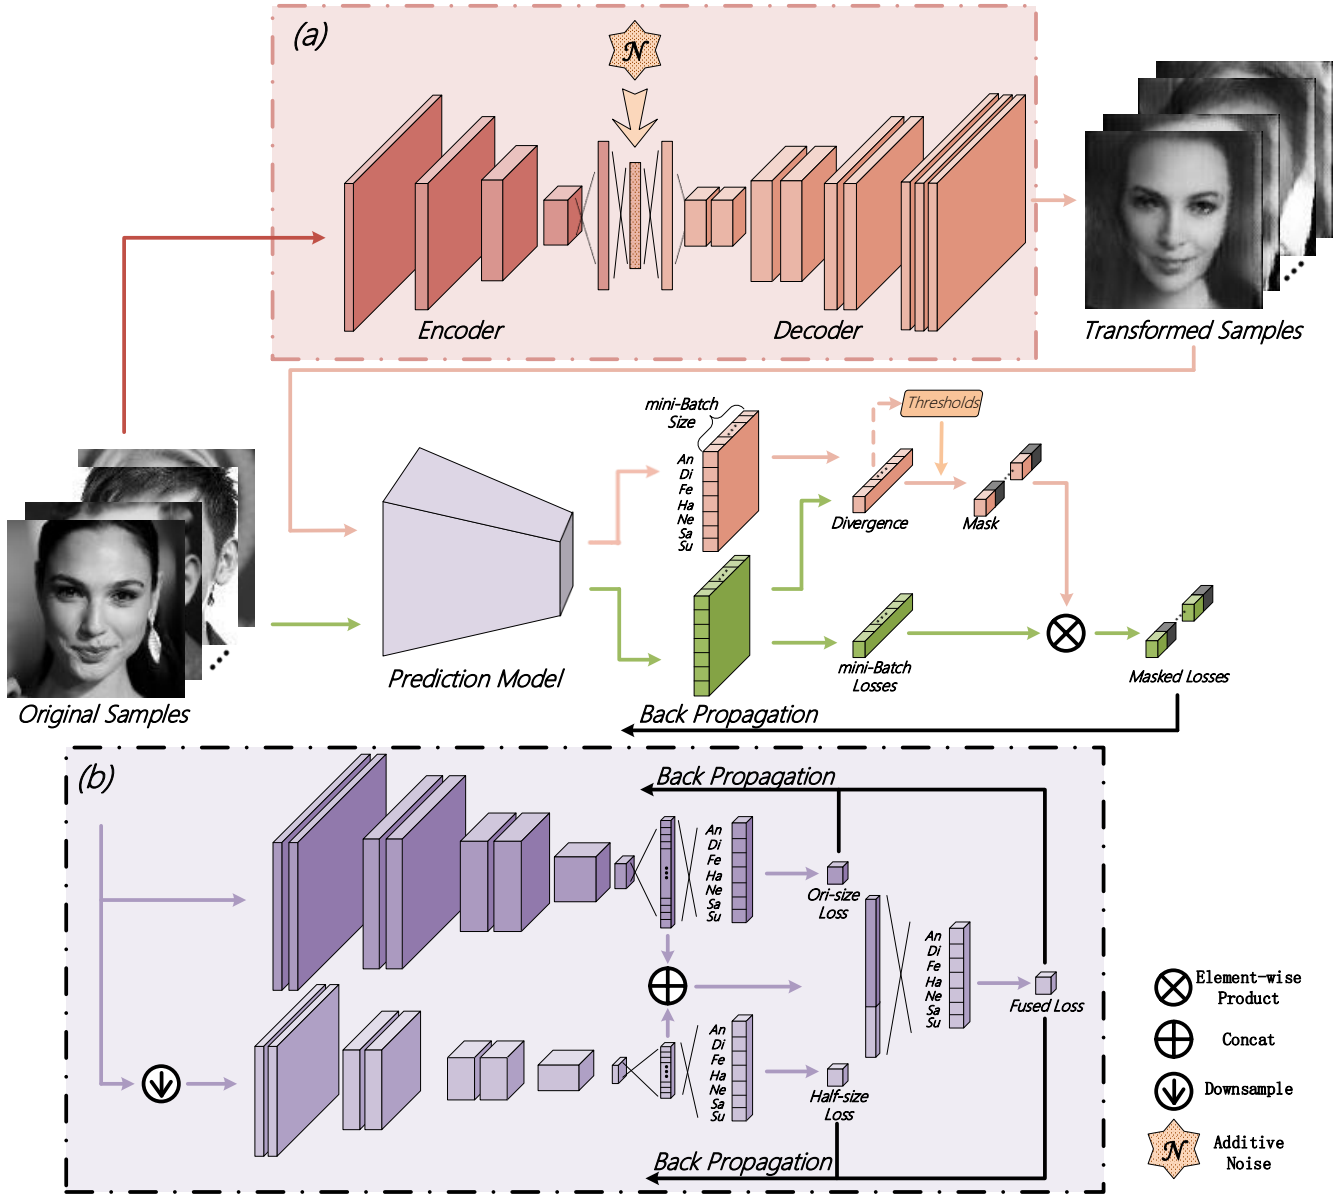 (a)
N
Encoder
Decoder
Transformed Samples
mini-Batch
Size
Thresholds
An
Di
Fe
Ha
Ne
Sa
Su
Divergence
Mask
Prediction Model
mini-Batch
Losses
Masked Losses
Original Samples
Back Propagation
(b)
Back Propagation
An
Di
Fe
Ha
Ne
Sa
Su
Ori-size
Loss
An
Di
Fe
Ha
Ne
Sa
Su
Fused Loss
An
Di
Fe
Ha
Ne
Sa
Su
Half-size
Loss
Back Propagation
Element-wise
Product
Concat
Downsample
N
Additive
Noise